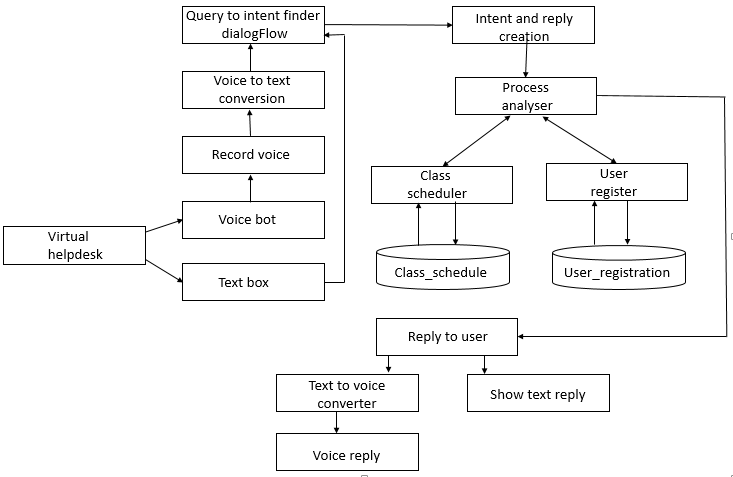 Query to intent finder
dialogFlow
Intent and reply
creation
Voice to text
conversion
Process
analyser
Record voice
Class
scheduler
User
register
Voice bot
Virtual
helpdesk
Text box
Class_schedule
User_registration
Reply to user
Text to voice
converter
Show text reply
Voice reply